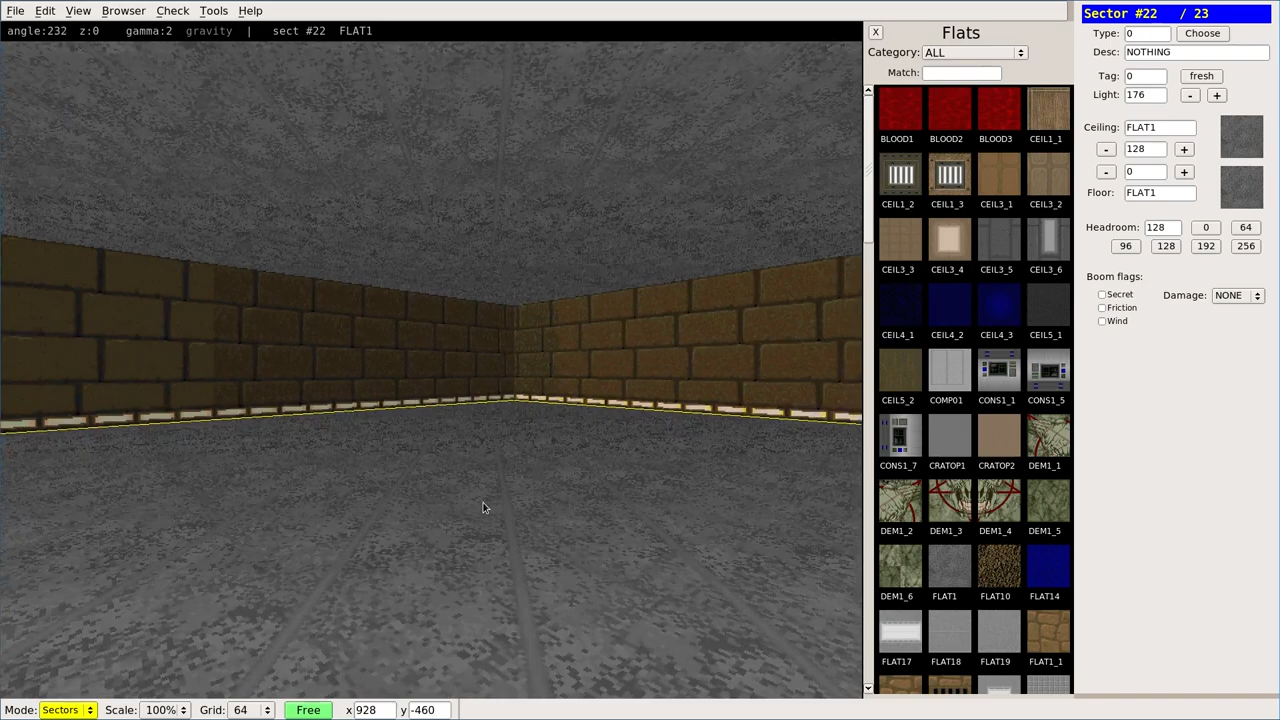 File Edit View Browser Check Tools Help
Sector #22 / 23
angle:232 z:0 gamma:2 gravity | sect #22 FLAT1
X Flats
Type: 0 Choose
Category: ALL
Desc: NOTHING
Match:
Tag: 0 fresh
Light: 176 - +
BLOOD1 BLOOD2 BLOOD3 CEIL1_1
Ceiling: FLAT1
- 128 +
- 0 +
Floor: FLAT1
CEIL1_2 CEIL1_3 CEIL3_1 CEIL3_2
Headroom: 128 0 64
96 128 192 256
CEIL3_3 CEIL3_4 CEIL3_5 CEIL3_6
Boom flags:
Secret Damage: NONE
Friction
Wind
CEIL4_1 CEIL4_2 CEIL4_3 CEIL5_1
CEIL5_2 COMP01 CONS1_1 CONS1_5
CONS1_7 CRATOP1 CRATOP2 DEM1_1
DEM1_2 DEM1_3 DEM1_4 DEM1_5
DEM1_6 FLAT1 FLAT10 FLAT14
FLAT17 FLAT18 FLAT19 FLAT1_1
Mode: Sectors Scale: 100% Grid: 64 Free x 928 y -460